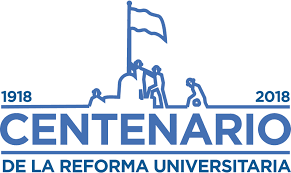 1918 2018
CENTENARIO
DE LA REFORMA UNIVERSITARIA